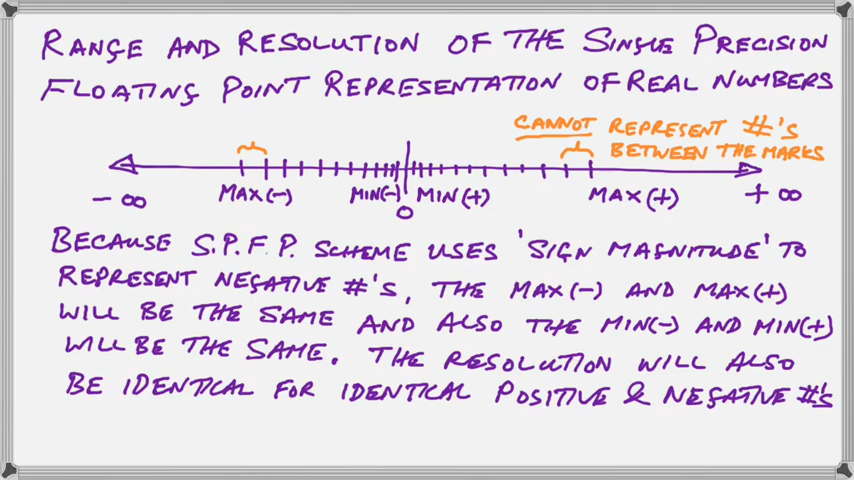 RANGE AND RESOLUTION OF THE SINGLE PRECISION
FLOATING POINT REPRESENTATION OF REAL NUMBERS
CANNOT REPRESENT #'S
BETWEEN THE MARKS
MAX(-) MIN(-) MIN(+) MAX(+)
- ∞ 0 + ∞
BECAUSE S.P.F.P. SCHEME USES 'SIGN MAGNITUDE' TO
REPRESENT NEGATIVE #'S, THE MAX(-) AND MAX(+)
WILL BE THE SAME AND ALSO THE MIN(-) AND MIN(+)
WILL BE THE SAME. THE RESOLUTION WILL ALSO
BE IDENTICAL FOR IDENTICAL POSITIVE & NEGATIVE #'S